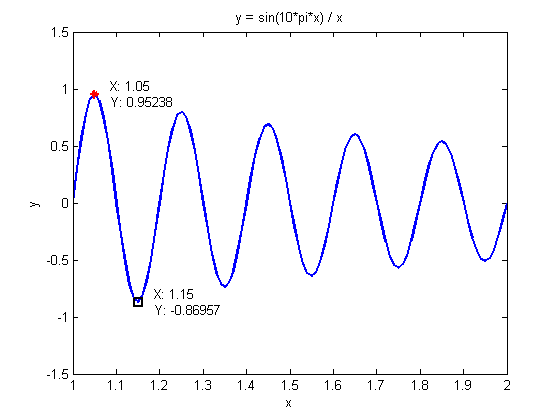 y = sin(10*pi*x) / x
1.5
1
0.5
0
-0.5
-1
-1.5
y
X: 1.05
Y: 0.95238
X: 1.15
Y: -0.86957
1 1.1 1.2 1.3 1.4 1.5 1.6 1.7 1.8 1.9 2
x